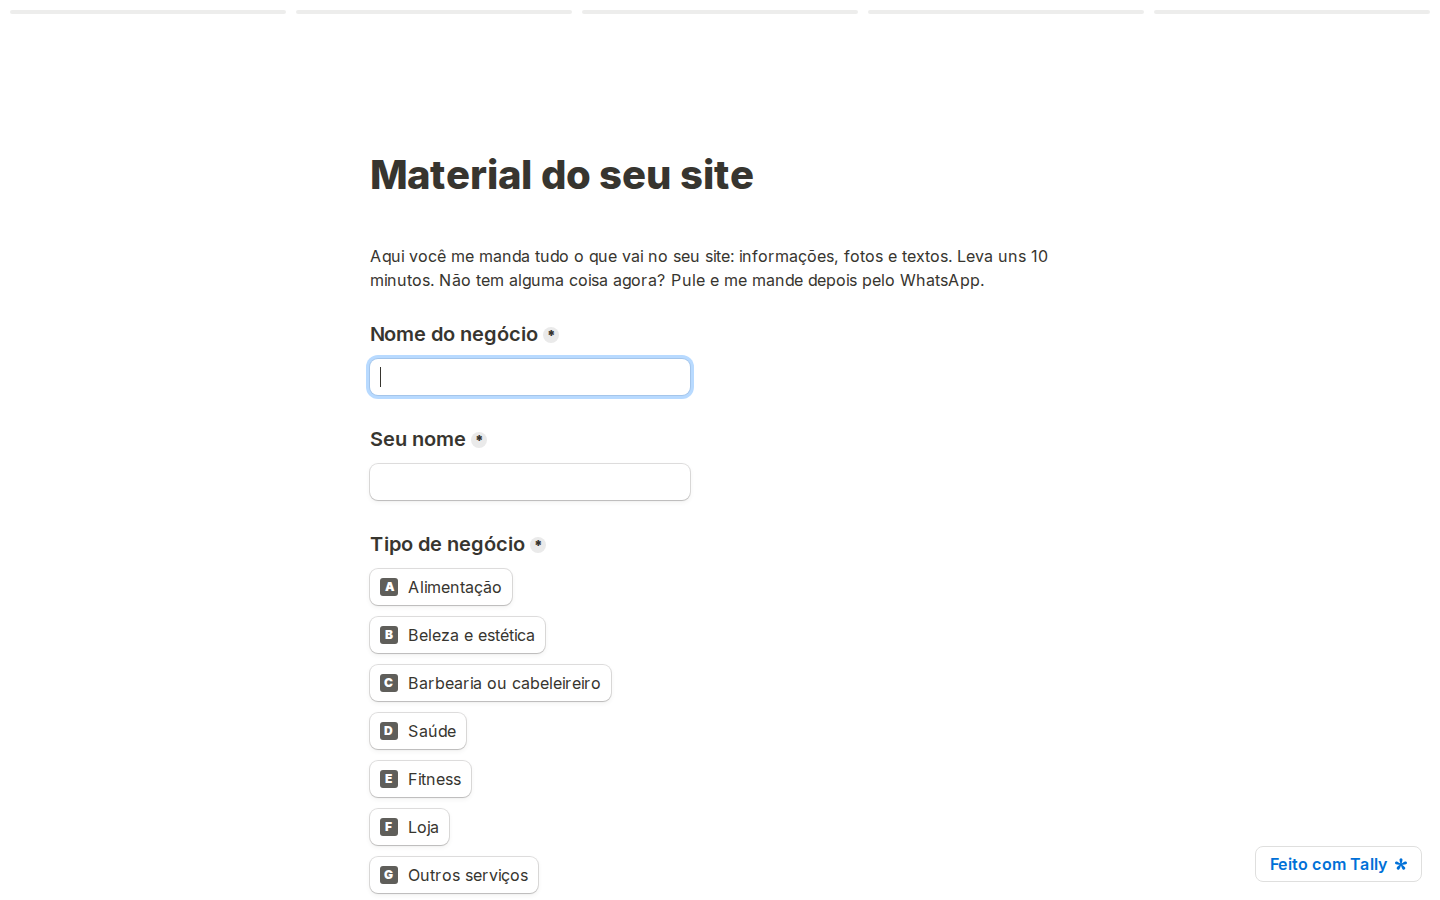 Material do seu site
Aqui você me manda tudo o que vai no seu site: informações, fotos e textos. Leva uns 10
minutos. Não tem alguma coisa agora? Pule e me mande depois pelo WhatsApp.
Nome do negócio *
Seu nome *
Tipo de negócio *
A Alimentação
B Beleza e estética
C Barbearia ou cabeleireiro
D Saúde
E Fitness
F Loja
G Outros serviços
Feito com Tally *